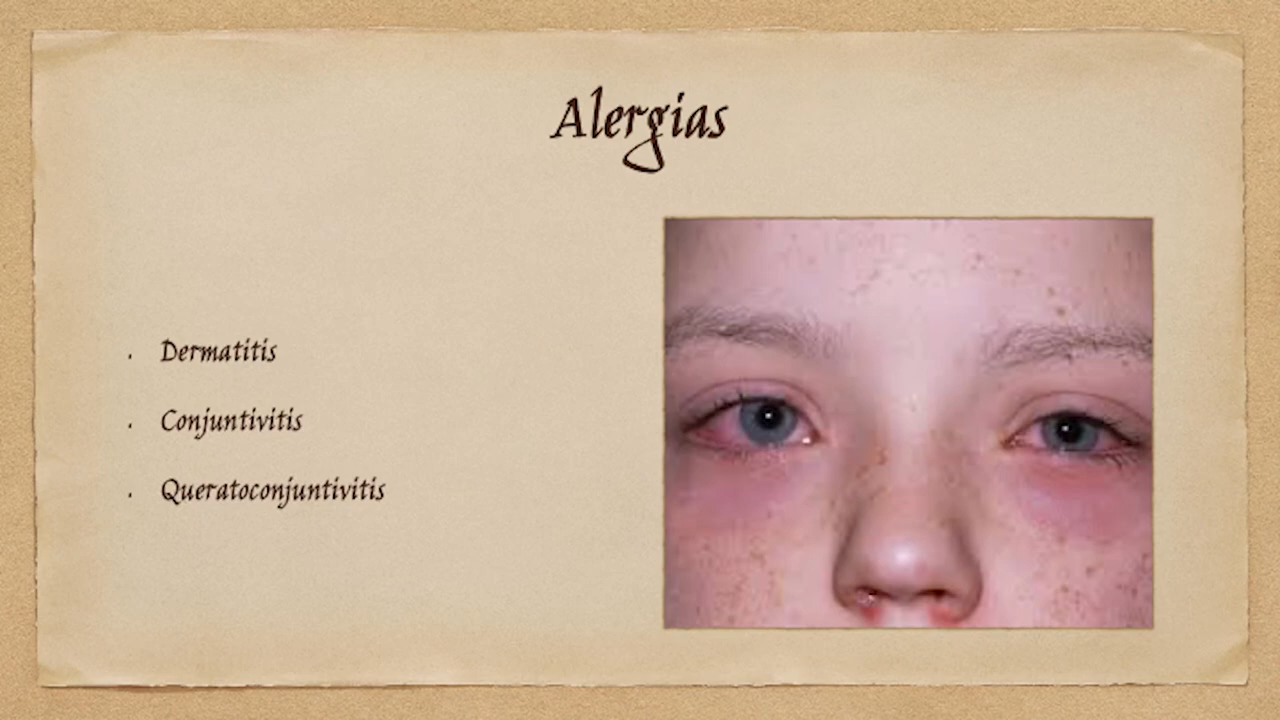 Alergias
· Dermatitis
· Conjuntivitis
· Queratoconjuntivitis